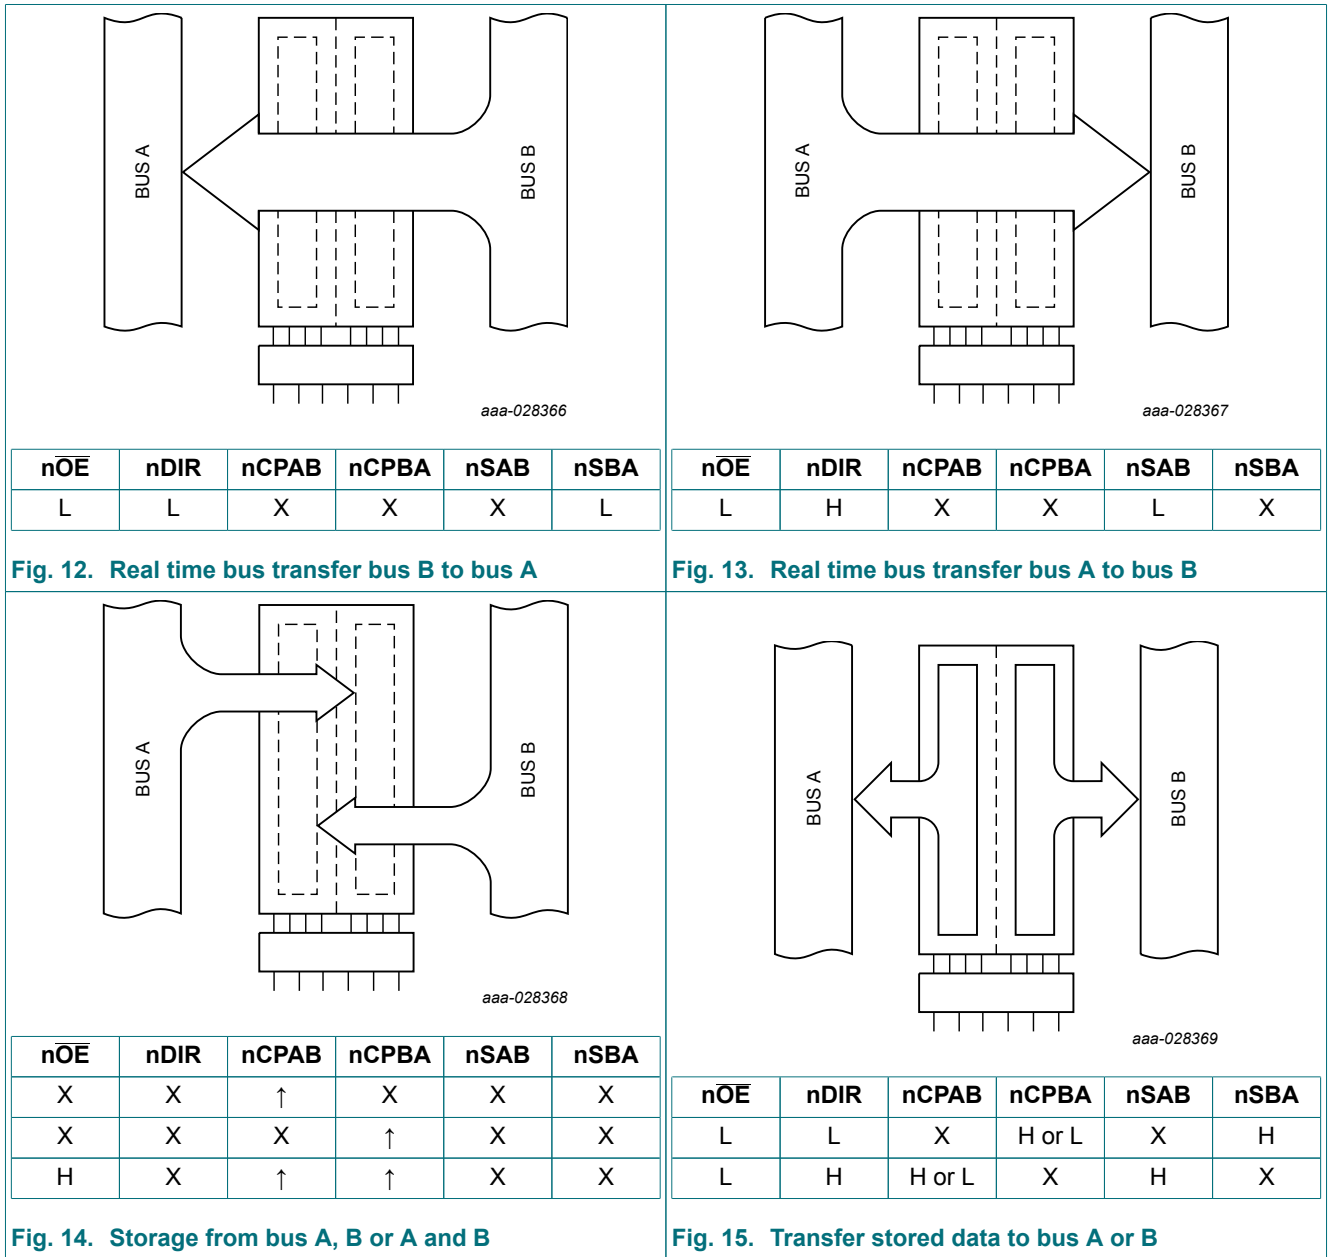 BUS A
BUS B
aaa-028366
nOE nDIR nCPAB nCPBA nSAB nSBA
L L X X X L
Fig. 12. Real time bus transfer bus B to bus A
BUS A
BUS B
aaa-028367
nOE nDIR nCPAB nCPBA nSAB nSBA
L H X X L X
Fig. 13. Real time bus transfer bus A to bus B
BUS A
BUS B
aaa-028368
nOE nDIR nCPAB nCPBA nSAB nSBA
X X ↑ X X X
X X X ↑ X X
H X ↑ ↑ X X
Fig. 14. Storage from bus A, B or A and B
BUS A
BUS B
aaa-028369
nOE nDIR nCPAB nCPBA nSAB nSBA
L L X H or L X H
L H H or L X H X
Fig. 15. Transfer stored data to bus A or B